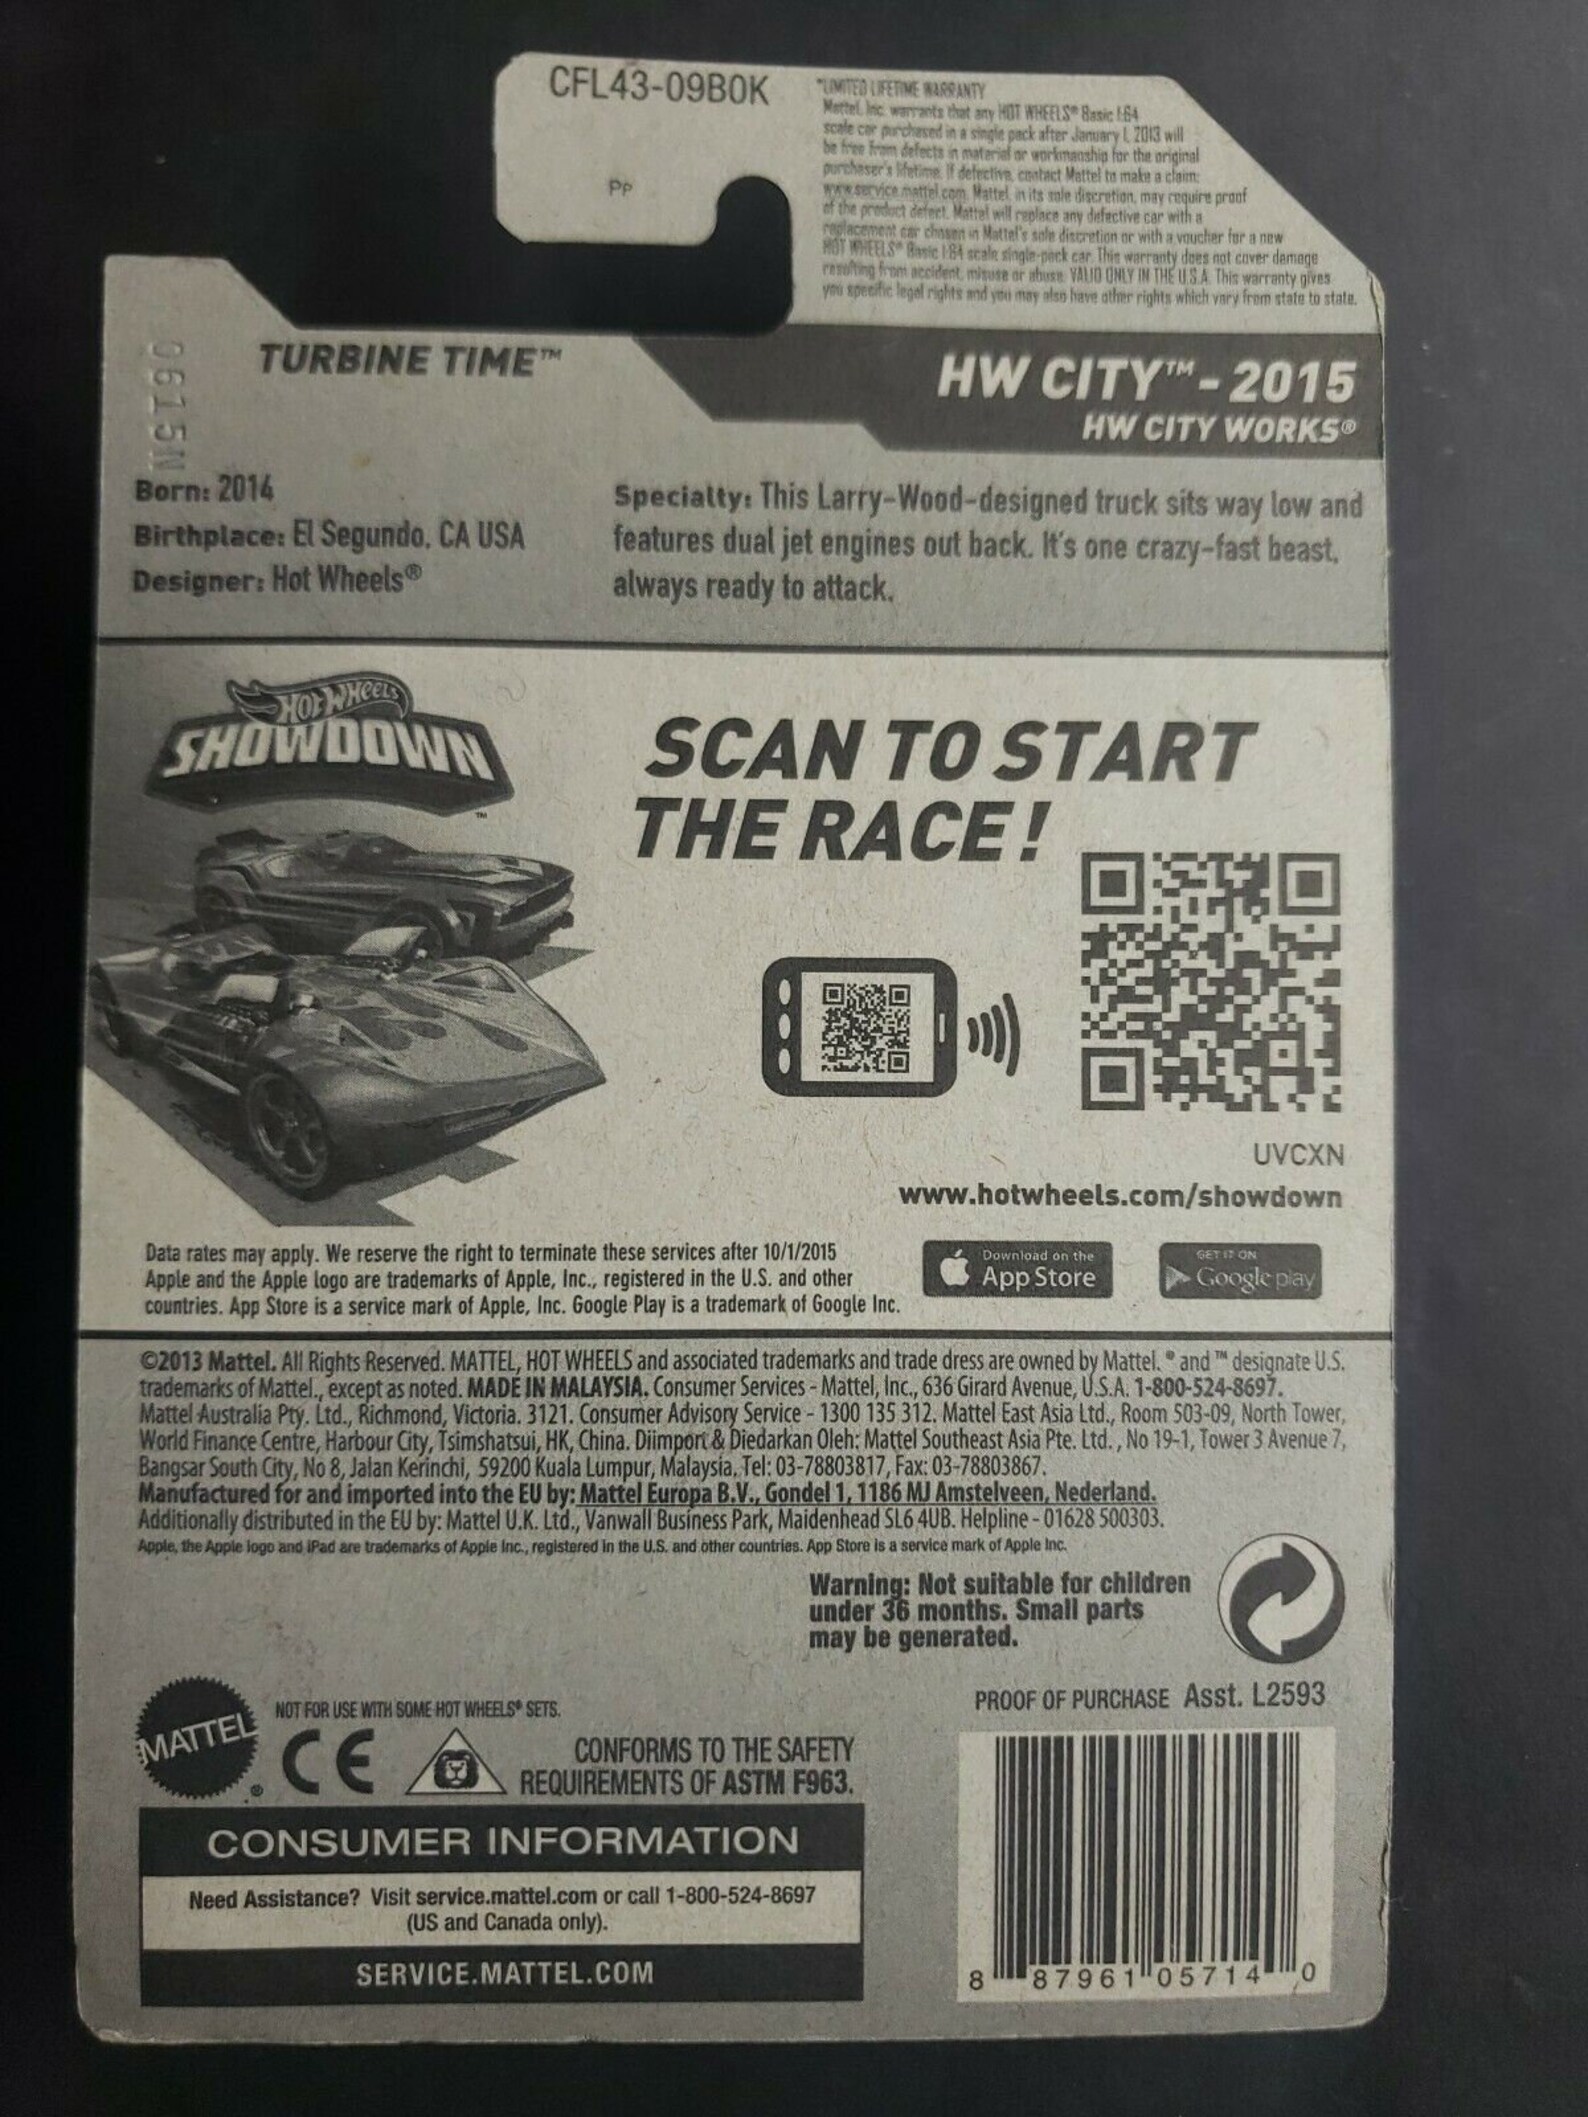 CFL43-09B0K
Pp
*LIMITED LIFETIME WARRANTY
Mattel, Inc. warrants that any HOT WHEELS® Basic 1:64
scale car purchased in a single pack after January 1, 2013 will
be free from defects in material or workmanship for the original
purchaser's lifetime. If defective, contact Mattel to make a claim:
www.service.mattel.com. Mattel, in its sole discretion, may require proof
of the product defect. Mattel will replace any defective car with a
replacement car chosen in Mattel's sole discretion or with a voucher for a new
HOT WHEELS® Basic 1:64 scale single-pack car. This warranty does not cover damage
resulting from accident, misuse or abuse. VALID ONLY IN THE U.S.A. This warranty gives
you specific legal rights and you may also have other rights which vary from state to state.
0615N
TURBINE TIME™
HW CITY™ - 2015
HW CITY WORKS®
Born: 2014
Birthplace: El Segundo, CA USA
Designer: Hot Wheels®
Specialty: This Larry-Wood-designed truck sits way low and
features dual jet engines out back. It's one crazy-fast beast,
always ready to attack.
HOT WHEELS
SHOWDOWN™
SCAN TO START
THE RACE!
UVCXN
www.hotwheels.com/showdown
Data rates may apply. We reserve the right to terminate these services after 10/1/2015
Apple and the Apple logo are trademarks of Apple, Inc., registered in the U.S. and other
countries. App Store is a service mark of Apple, Inc. Google Play is a trademark of Google Inc.
Download on the
App Store
GET IT ON
Google play
©2013 Mattel. All Rights Reserved. MATTEL, HOT WHEELS and associated trademarks and trade dress are owned by Mattel. ® and ™ designate U.S.
trademarks of Mattel., except as noted. MADE IN MALAYSIA. Consumer Services - Mattel, Inc., 636 Girard Avenue, U.S.A. 1-800-524-8697.
Mattel Australia Pty. Ltd., Richmond, Victoria. 3121. Consumer Advisory Service - 1300 135 312. Mattel East Asia Ltd., Room 503-09, North Tower,
World Finance Centre, Harbour City, Tsimshatsui, HK, China. Diimport & Diedarkan Oleh: Mattel Southeast Asia Pte. Ltd. , No 19-1, Tower 3 Avenue 7,
Bangsar South City, No 8, Jalan Kerinchi, 59200 Kuala Lumpur, Malaysia. Tel: 03-78803817, Fax: 03-78803867.
Manufactured for and imported into the EU by: Mattel Europa B.V., Gondel 1, 1186 MJ Amstelveen, Nederland.
Additionally distributed in the EU by: Mattel U.K. Ltd., Vanwall Business Park, Maidenhead SL6 4UB. Helpline - 01628 500303.
Apple, the Apple logo and iPad are trademarks of Apple Inc., registered in the U.S. and other countries. App Store is a service mark of Apple Inc.
Warning: Not suitable for children
under 36 months. Small parts
may be generated.
MATTEL®
NOT FOR USE WITH SOME HOT WHEELS® SETS.
CE
CONFORMS TO THE SAFETY
REQUIREMENTS OF ASTM F963.
PROOF OF PURCHASE Asst. L2593
CONSUMER INFORMATION
Need Assistance? Visit service.mattel.com or call 1-800-524-8697
(US and Canada only).
SERVICE.MATTEL.COM
8 87961 05714 0